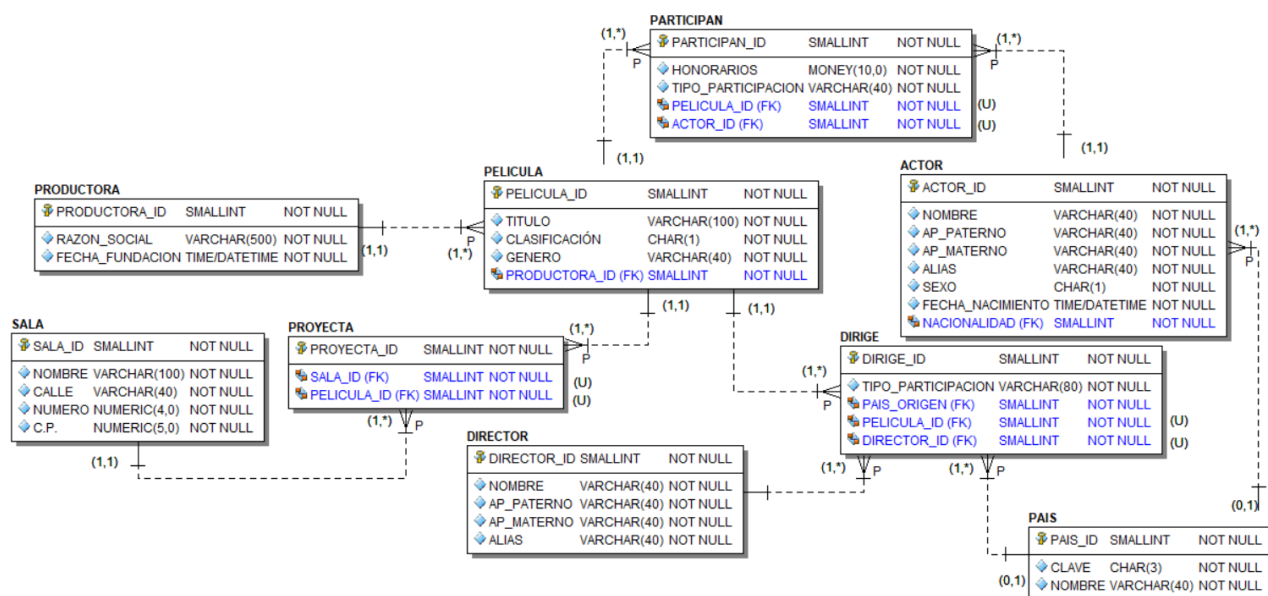 PARTICIPAN
(1,*)
(1,*)
PARTICIPAN_ID SMALLINT NOT NULL
P
P
HONORARIOS MONEY(10,0) NOT NULL
TIPO_PARTICIPACION VARCHAR(40) NOT NULL
PELICULA_ID (FK) SMALLINT NOT NULL (U)
ACTOR_ID (FK) SMALLINT NOT NULL (U)
(1,1)
(1,1)
PELICULA
PELICULA_ID SMALLINT NOT NULL
TITULO VARCHAR(100) NOT NULL
CLASIFICACIÓN CHAR(1) NOT NULL
GENERO VARCHAR(40) NOT NULL
PRODUCTORA_ID (FK) SMALLINT NOT NULL
P
(1,*)
(1,1)
(1,1)
ACTOR
ACTOR_ID SMALLINT NOT NULL
NOMBRE VARCHAR(40) NOT NULL
AP_PATERNO VARCHAR(40) NOT NULL
AP_MATERNO VARCHAR(40) NOT NULL
ALIAS VARCHAR(40) NOT NULL
SEXO CHAR(1) NOT NULL
FECHA_NACIMIENTO TIME/DATETIME NOT NULL
NACIONALIDAD (FK) SMALLINT NOT NULL
(1,*)
P
PRODUCTORA
PRODUCTORA_ID SMALLINT NOT NULL
RAZON_SOCIAL VARCHAR(500) NOT NULL
FECHA_FUNDACION TIME/DATETIME NOT NULL
(1,1)
SALA
SALA_ID SMALLINT NOT NULL
NOMBRE VARCHAR(100) NOT NULL
CALLE VARCHAR(40) NOT NULL
NUMERO NUMERIC(4,0) NOT NULL
C.P. NUMERIC(5,0) NOT NULL
(1,1)
PROYECTA
(1,*)
PROYECTA_ID SMALLINT NOT NULL
P
SALA_ID (FK) SMALLINT NOT NULL (U)
PELICULA_ID (FK) SMALLINT NOT NULL (U)
(1,*)
P
DIRIGE
(1,*)
DIRIGE_ID SMALLINT NOT NULL
P
TIPO_PARTICIPACION VARCHAR(80) NOT NULL
PAIS_ORIGEN (FK) SMALLINT NOT NULL
PELICULA_ID (FK) SMALLINT NOT NULL (U)
DIRECTOR_ID (FK) SMALLINT NOT NULL (U)
(1,*)
P
(1,*)
P
DIRECTOR
DIRECTOR_ID SMALLINT NOT NULL
NOMBRE VARCHAR(40) NOT NULL
AP_PATERNO VARCHAR(40) NOT NULL
AP_MATERNO VARCHAR(40) NOT NULL
ALIAS VARCHAR(40) NOT NULL
(0,1)
PAIS
PAIS_ID SMALLINT NOT NULL
CLAVE CHAR(3) NOT NULL
NOMBRE VARCHAR(40) NOT NULL
(0,1)